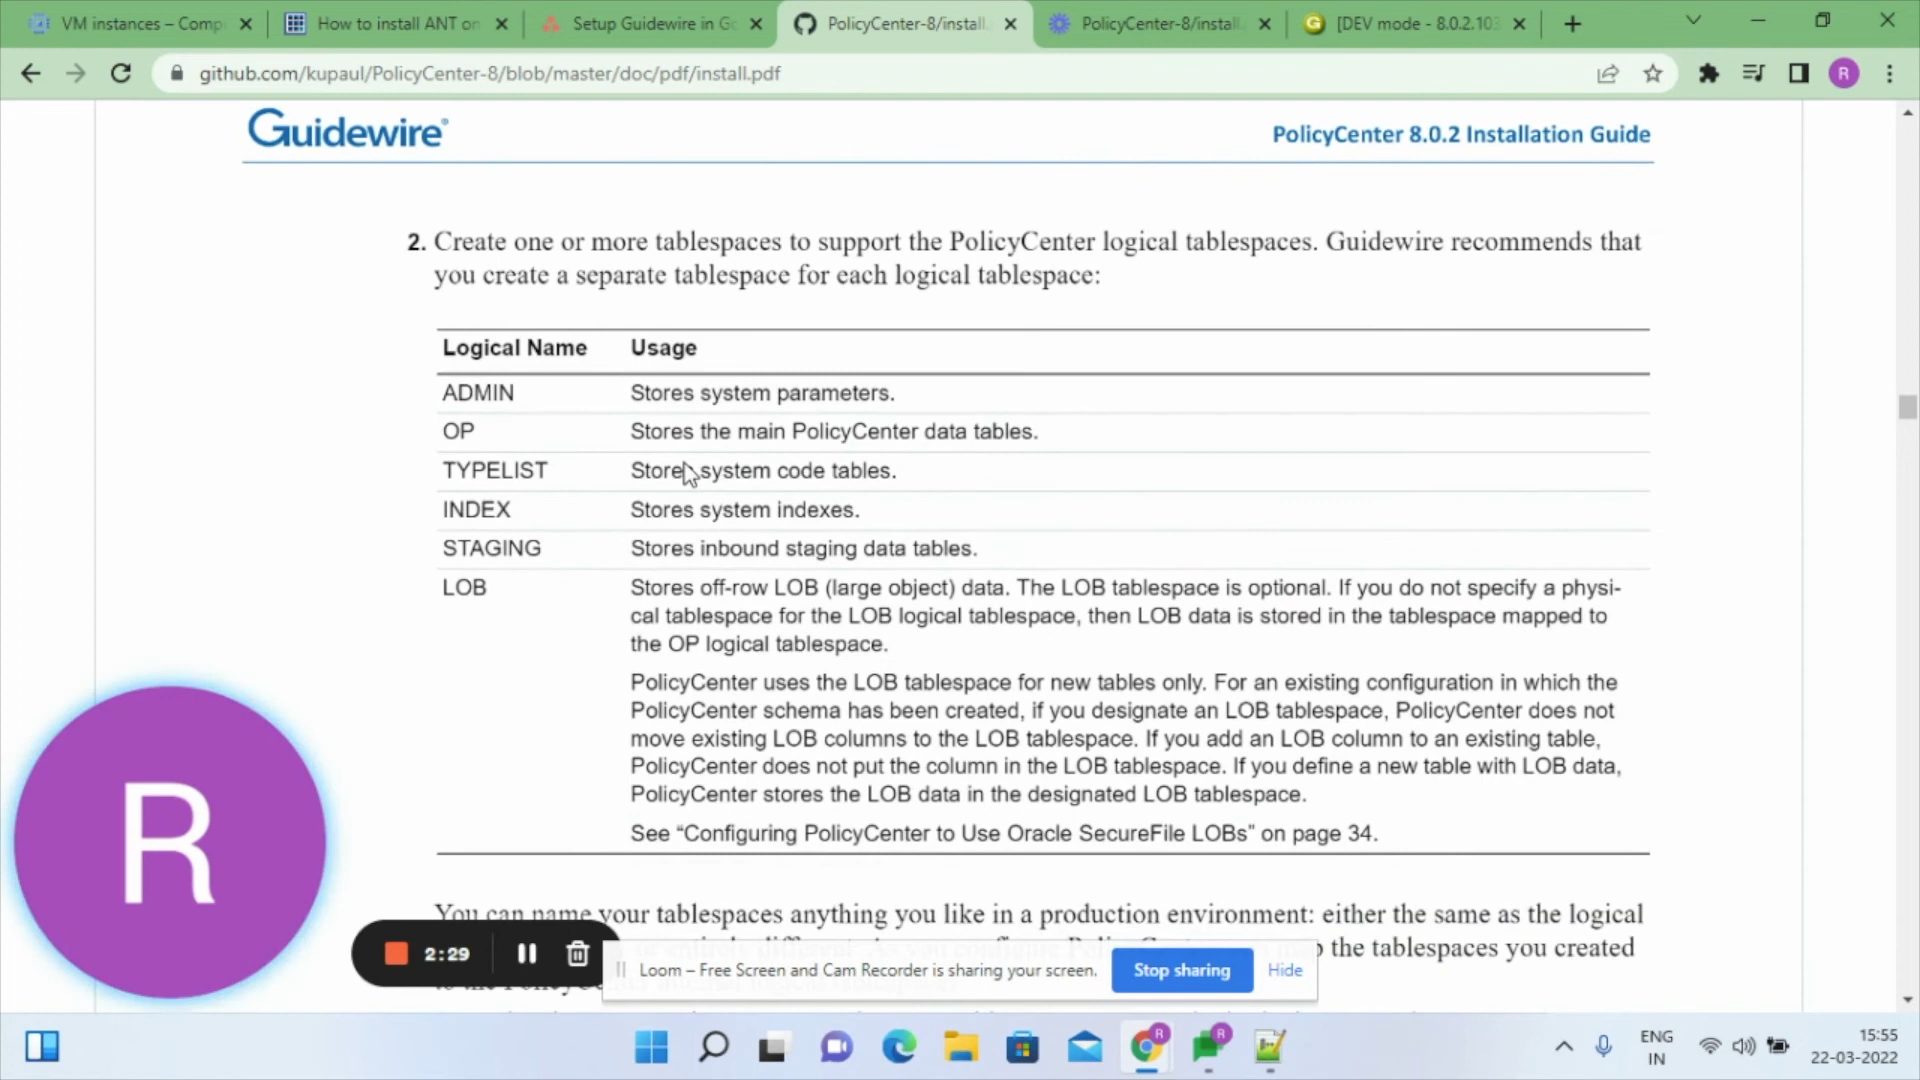 VM instances – Comp
How to install ANT on
Setup Guidewire in Go
PolicyCenter-8/install.
PolicyCenter-8/install.
[DEV mode - 8.0.2.103
github.com/kupaul/PolicyCenter-8/blob/master/doc/pdf/install.pdf
R
Guidewire
PolicyCenter 8.0.2 Installation Guide
2. Create one or more tablespaces to support the PolicyCenter logical tablespaces. Guidewire recommends that
you create a separate tablespace for each logical tablespace:
Logical Name Usage
ADMIN Stores system parameters.
OP Stores the main PolicyCenter data tables.
TYPELIST Stores system code tables.
INDEX Stores system indexes.
STAGING Stores inbound staging data tables.
LOB Stores off-row LOB (large object) data. The LOB tablespace is optional. If you do not specify a physi-
cal tablespace for the LOB logical tablespace, then LOB data is stored in the tablespace mapped to
the OP logical tablespace.
PolicyCenter uses the LOB tablespace for new tables only. For an existing configuration in which the
PolicyCenter schema has been created, if you designate an LOB tablespace, PolicyCenter does not
move existing LOB columns to the LOB tablespace. If you add an LOB column to an existing table,
PolicyCenter does not put the column in the LOB tablespace. If you define a new table with LOB data,
PolicyCenter stores the LOB data in the designated LOB tablespace.
See “Configuring PolicyCenter to Use Oracle SecureFile LOBs” on page 34.
You can name your tablespaces anything you like in a production environment: either the same as the logical
the tablespaces you created
R
2:29
Loom – Free Screen and Cam Recorder is sharing your screen. Stop sharing Hide
R
R
ENG
IN
15:55
22-03-2022